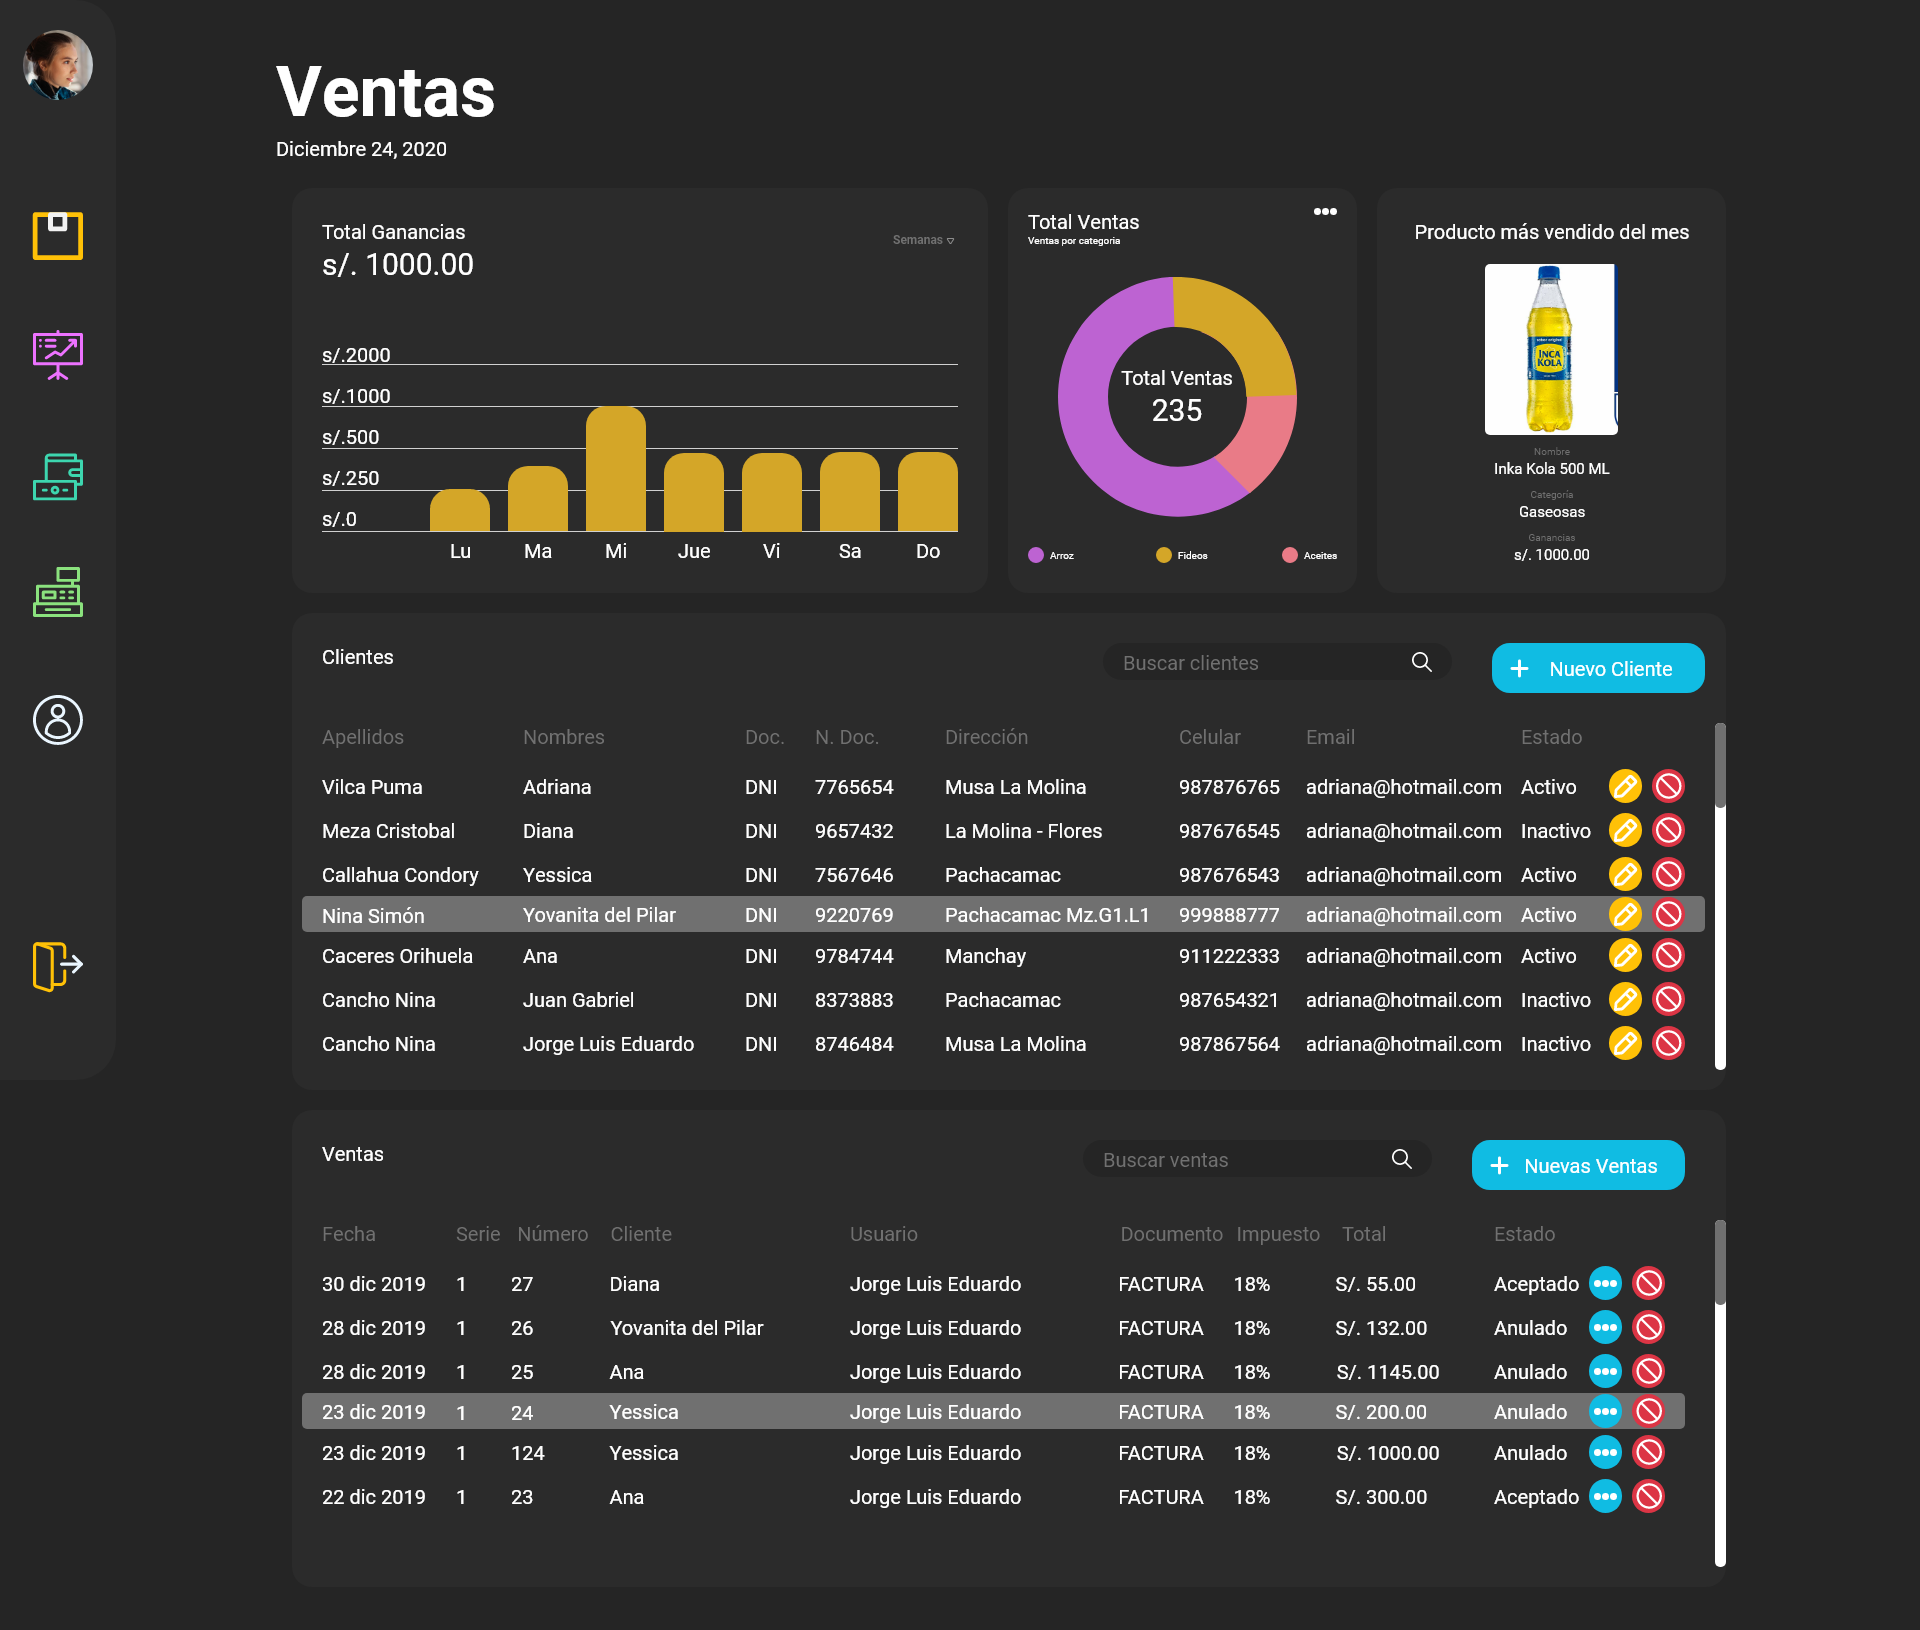 Ventas
Diciembre 24, 2020
Total Ganancias
s/. 1000.00
Semanas
s/.2000
s/.1000
s/.500
s/.250
s/.0
Lu Ma Mi Jue Vi Sa Do
Total Ventas
Ventas por categoria
Total Ventas
235
Arroz Fideos Aceites
Producto más vendido del mes
INCA
KOLA
Nombre
Inka Kola 500 ML
Categoría
Gaseosas
Ganancias
s/. 1000.00
Clientes
Buscar clientes
+ Nuevo Cliente
Apellidos Nombres Doc. N. Doc. Dirección Celular Email Estado
Vilca Puma Adriana DNI 7765654 Musa La Molina 987876765 adriana@hotmail.com Activo
Meza Cristobal Diana DNI 9657432 La Molina - Flores 987676545 adriana@hotmail.com Inactivo
Callahua Condory Yessica DNI 7567646 Pachacamac 987676543 adriana@hotmail.com Activo
Nina Simón Yovanita del Pilar DNI 9220769 Pachacamac Mz.G1.L1 999888777 adriana@hotmail.com Activo
Caceres Orihuela Ana DNI 9784744 Manchay 911222333 adriana@hotmail.com Activo
Cancho Nina Juan Gabriel DNI 8373883 Pachacamac 987654321 adriana@hotmail.com Inactivo
Cancho Nina Jorge Luis Eduardo DNI 8746484 Musa La Molina 987867564 adriana@hotmail.com Inactivo
Ventas
Buscar ventas
+ Nuevas Ventas
Fecha Serie Número Cliente Usuario Documento Impuesto Total Estado
30 dic 2019 1 27 Diana Jorge Luis Eduardo FACTURA 18% S/. 55.00 Aceptado
28 dic 2019 1 26 Yovanita del Pilar Jorge Luis Eduardo FACTURA 18% S/. 132.00 Anulado
28 dic 2019 1 25 Ana Jorge Luis Eduardo FACTURA 18% S/. 1145.00 Anulado
23 dic 2019 1 24 Yessica Jorge Luis Eduardo FACTURA 18% S/. 200.00 Anulado
23 dic 2019 1 124 Yessica Jorge Luis Eduardo FACTURA 18% S/. 1000.00 Anulado
22 dic 2019 1 23 Ana Jorge Luis Eduardo FACTURA 18% S/. 300.00 Aceptado